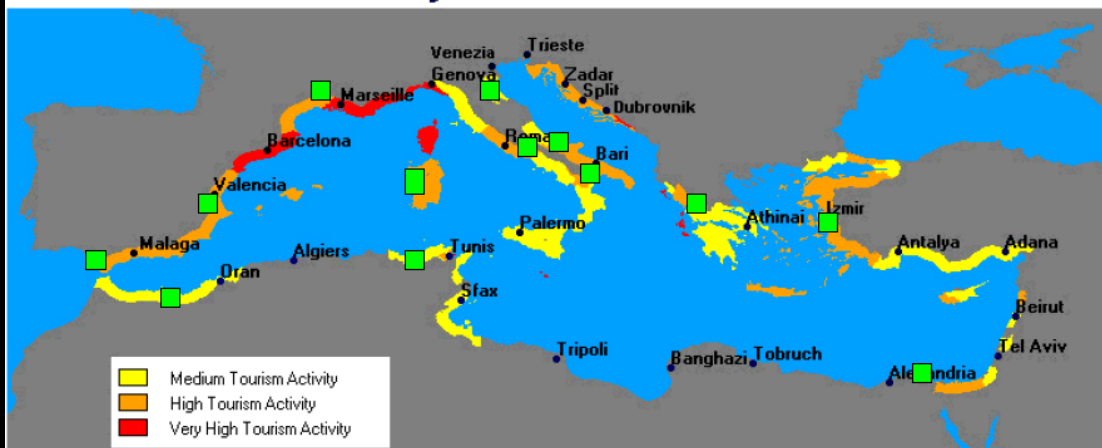 Trieste
Venezia
Genova
Zadar
Split
Marseille
Dubrovnik
Barcelona
Roma
Bari
Valencia
Izmir
Palermo
Athinai
Malaga
Algiers
Tunis
Antalya
Adana
Oran
Sfax
Beirut
Tripoli
Banghazi
Tobruch
Tel Aviv
Alexandria
Medium Tourism Activity
High Tourism Activity
Very High Tourism Activity